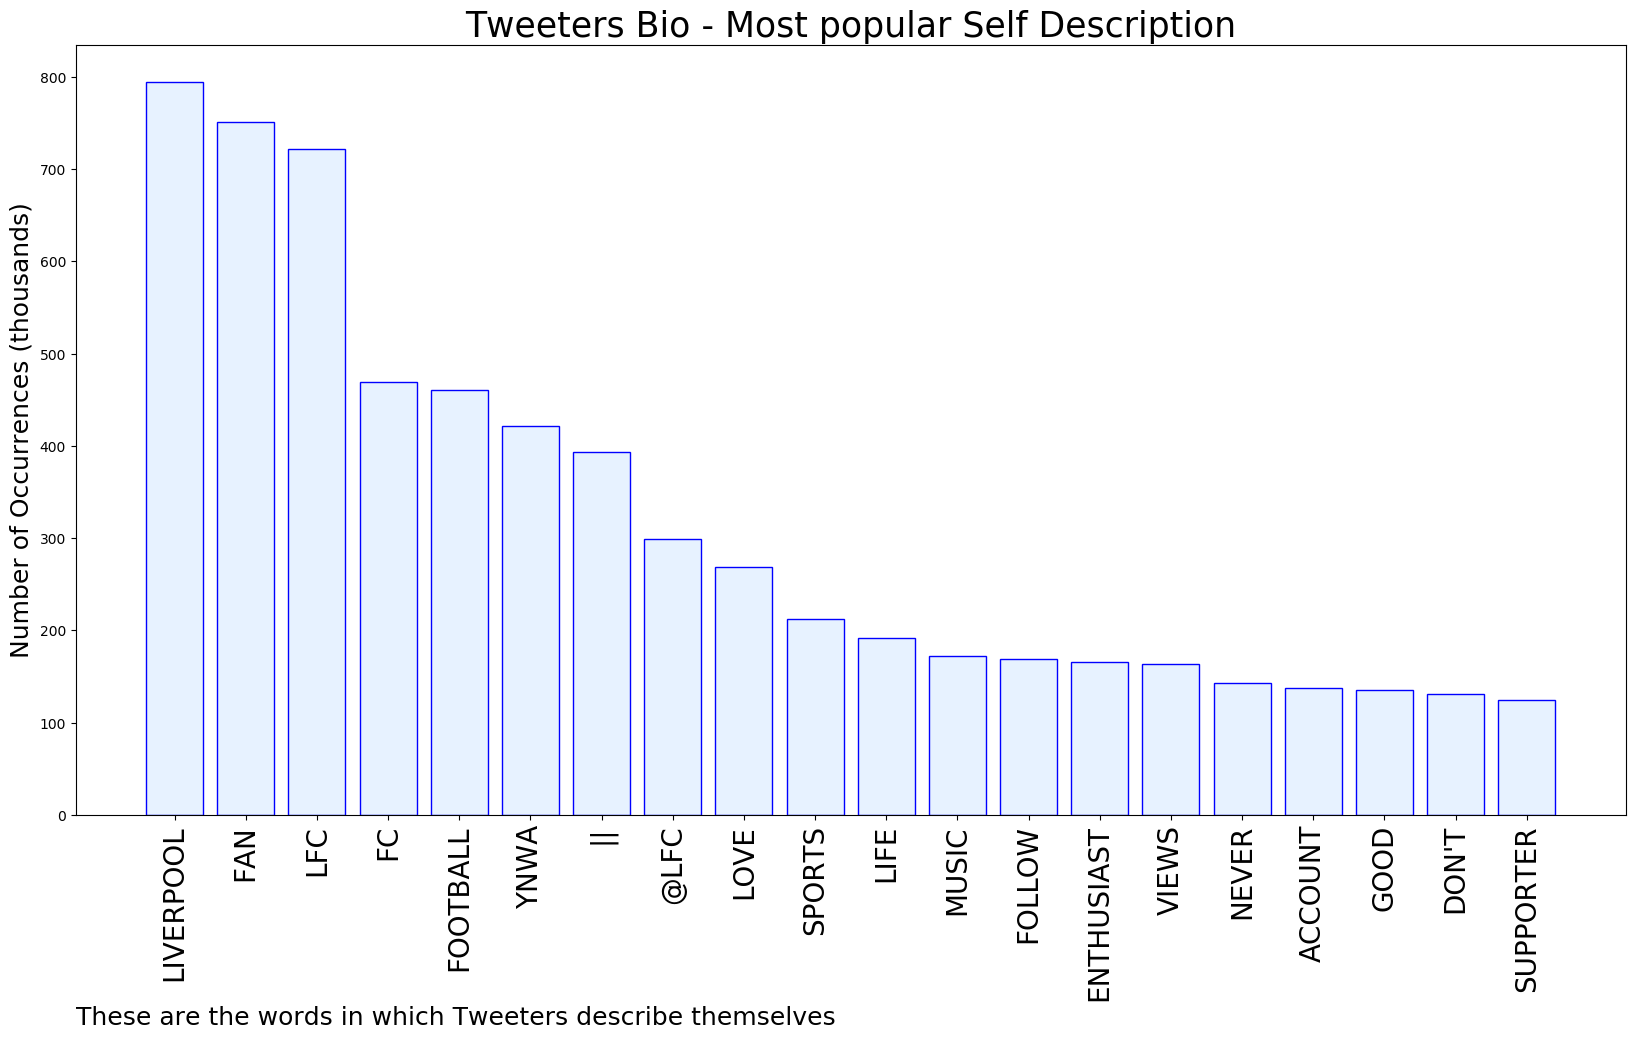 Tweeters Bio - Most popular Self Description
Number of Occurrences (thousands)
800
700
600
500
400
300
200
100
0
LIVERPOOL
FAN
LFC
FC
FOOTBALL
YNWA
||
@LFC
LOVE
SPORTS
LIFE
MUSIC
FOLLOW
ENTHUSIAST
VIEWS
NEVER
ACCOUNT
GOOD
DON'T
SUPPORTER
These are the words in which Tweeters describe themselves